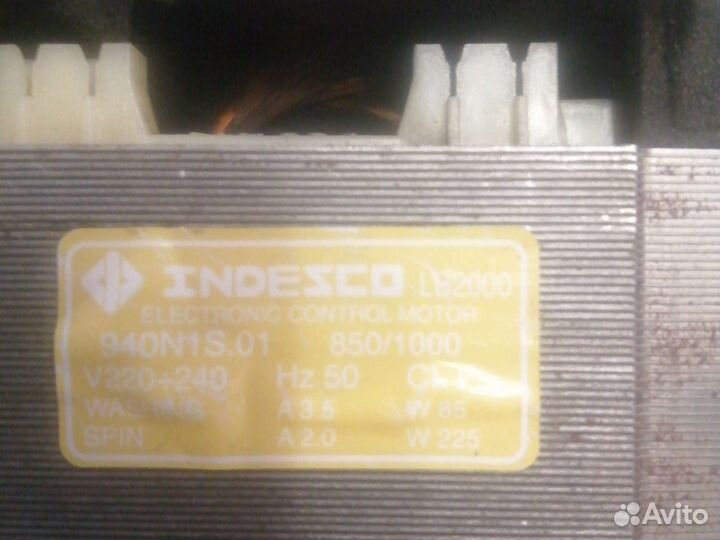 INDESCO LB2000
ELECTRONIC CONTROL MOTOR
940N1S.01 850/1000
V220÷240 Hz 50 CL
WASHING A 3.5 W 85
SPIN A 2.0 W 225
Avito